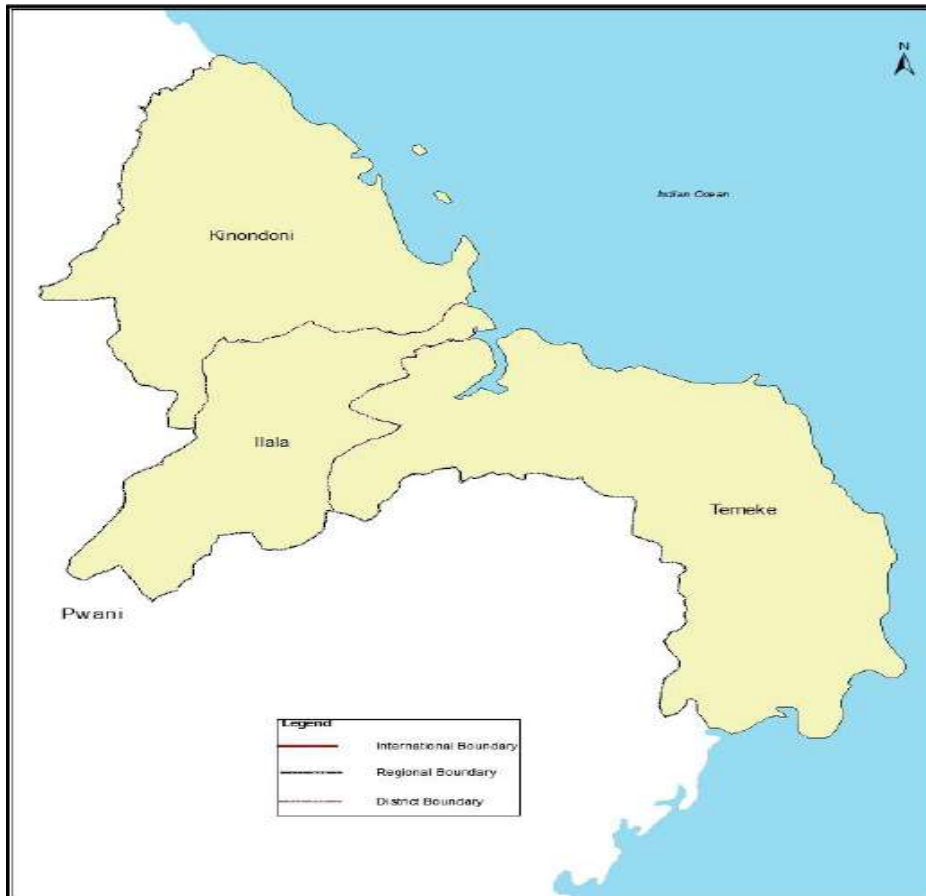 N
Indian Ocean
Kinondoni
Ilala
Temeke
Pwani
Legend
International Boundary
Regional Boundary
District Boundary